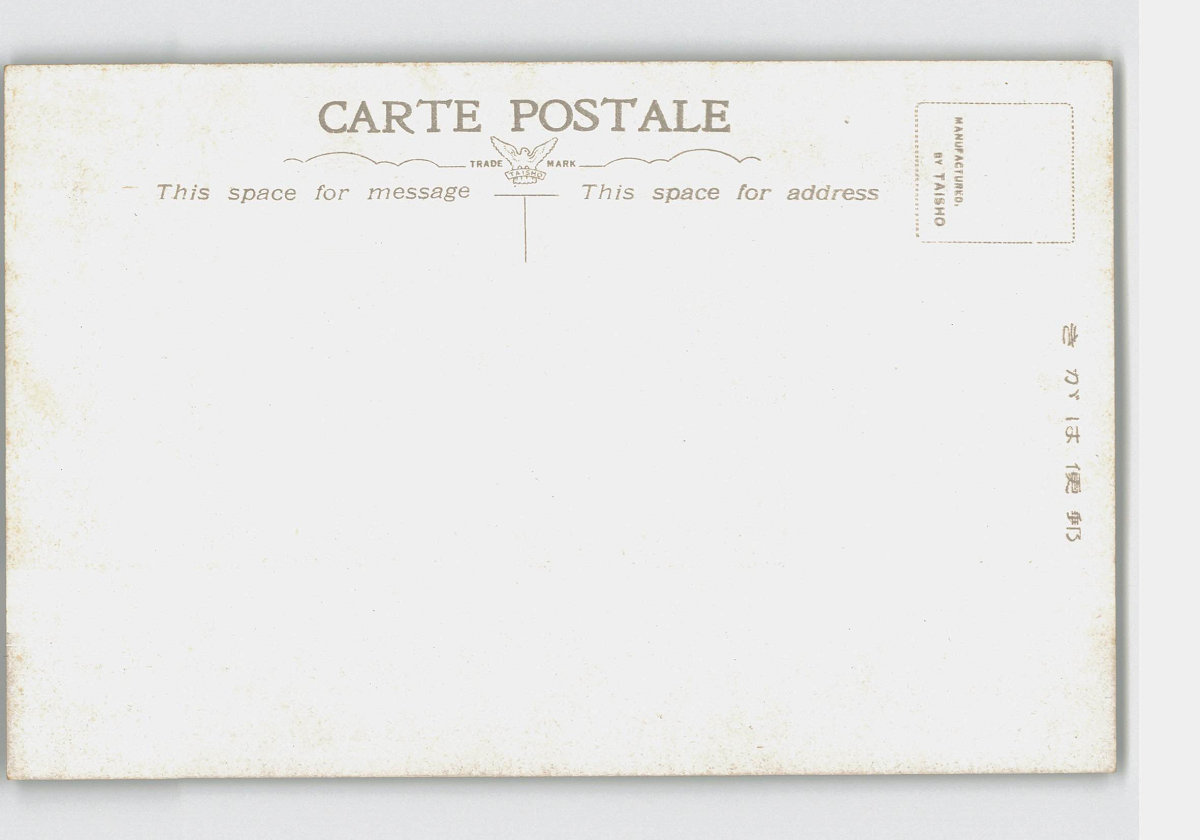 CARTE POSTALE
TRADE MARK
TAISHO
This space for message
This space for address
MANUFACTURED.
BY TAISHO
郵便はがき